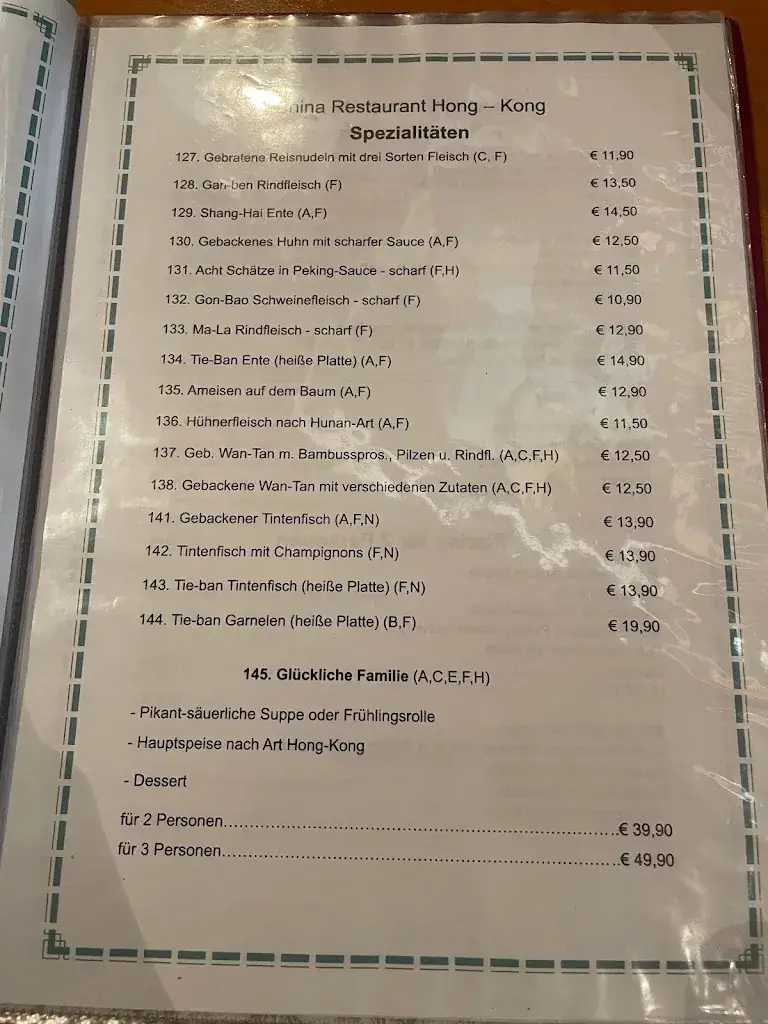 China Restaurant Hong – Kong
Spezialitäten
127. Gebratene Reisnudeln mit drei Sorten Fleisch (C, F) € 11,90
128. Gan-ben Rindfleisch (F) € 13,50
129. Shang-Hai Ente (A,F) € 14,50
130. Gebackenes Huhn mit scharfer Sauce (A,F) € 12,50
131. Acht Schätze in Peking-Sauce - scharf (F,H) € 11,50
132. Gon-Bao Schweinefleisch - scharf (F) € 10,90
133. Ma-La Rindfleisch - scharf (F) € 12,90
134. Tie-Ban Ente (heiße Platte) (A,F) € 14,90
135. Ameisen auf dem Baum (A,F) € 12,90
136. Hühnerfleisch nach Hunan-Art (A,F) € 11,50
137. Geb. Wan-Tan m. Bambusspros., Pilzen u. Rindfl. (A,C,F,H) € 12,50
138. Gebackene Wan-Tan mit verschiedenen Zutaten (A,C,F,H) € 12,50
141. Gebackener Tintenfisch (A,F,N) € 13,90
142. Tintenfisch mit Champignons (F,N) € 13,90
143. Tie-ban Tintenfisch (heiße Platte) (F,N) € 13,90
144. Tie-ban Garnelen (heiße Platte) (B,F) € 19,90
145. Glückliche Familie (A,C,E,F,H)
- Pikant-säuerliche Suppe oder Frühlingsrolle
- Hauptspeise nach Art Hong-Kong
- Dessert
für 2 Personen........................................................€ 39,90
für 3 Personen........................................................€ 49,90